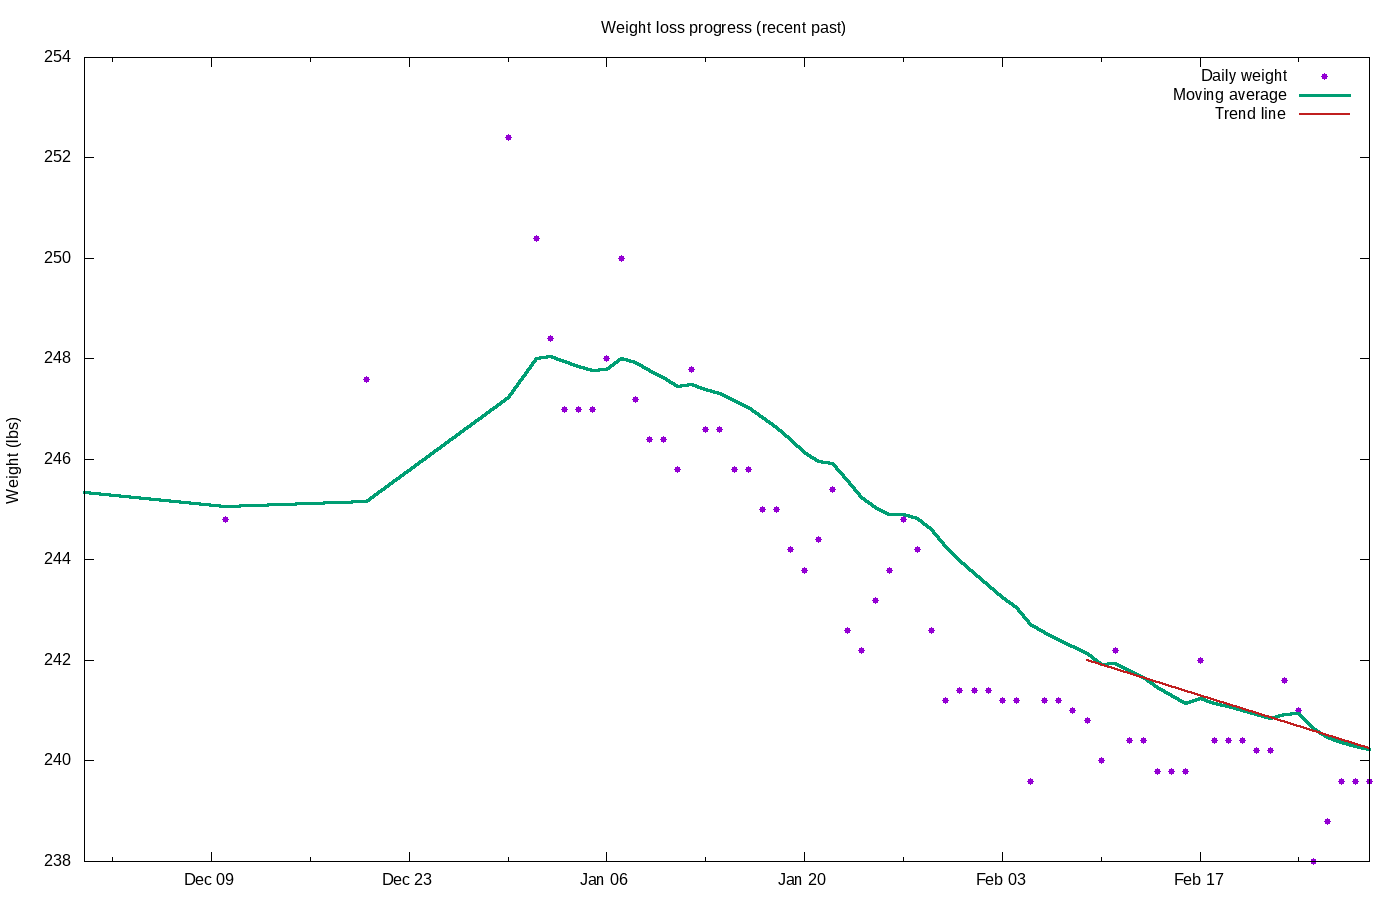 Weight loss progress (recent past)
254
252
250
248
246
244
242
240
238
Weight (lbs)
Daily weight
Moving average
Trend line
Dec 09 Dec 23 Jan 06 Jan 20 Feb 03 Feb 17